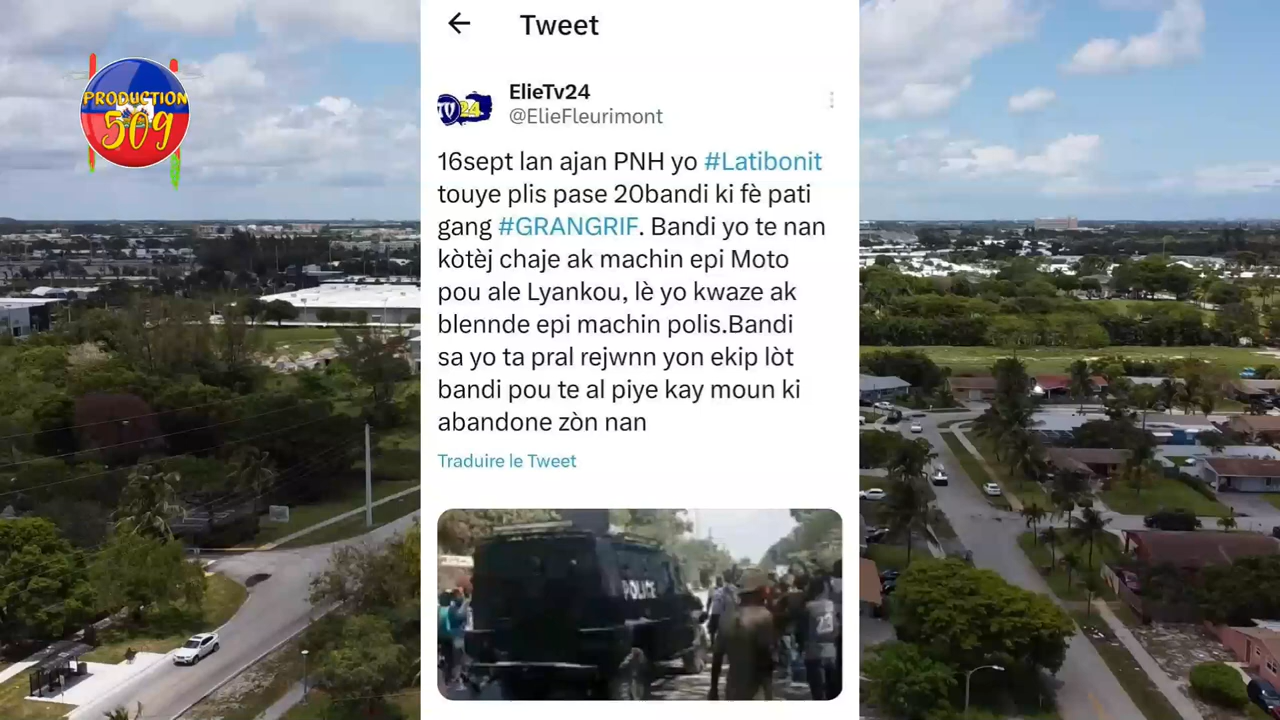 PRODUCTION
509
Tweet
TV24
ElieTv24
@ElieFleurimont
16sept lan ajan PNH yo #Latibonit
touye plis pase 20bandi ki fè pati
gang #GRANGRIF. Bandi yo te nan
kòtèj chaje ak machin epi Moto
pou ale Lyankou, lè yo kwaze ak
blennde epi machin polis.Bandi
sa yo ta pral rejwnn yon ekip lòt
bandi pou te al piye kay moun ki
abandone zòn nan
Traduire le Tweet
POLICE
23